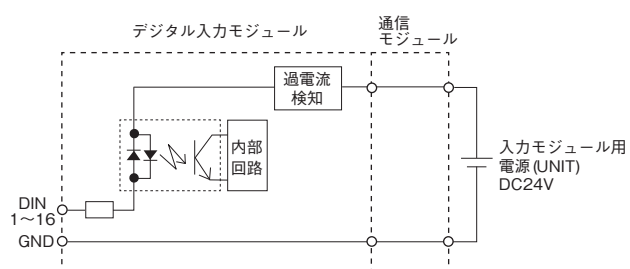 デジタル入力モジュール
通信
モジュール
過電流
検知
内部
回路
入力モジュール用
電源(UNIT)
DC24V
DIN
1～16
GND